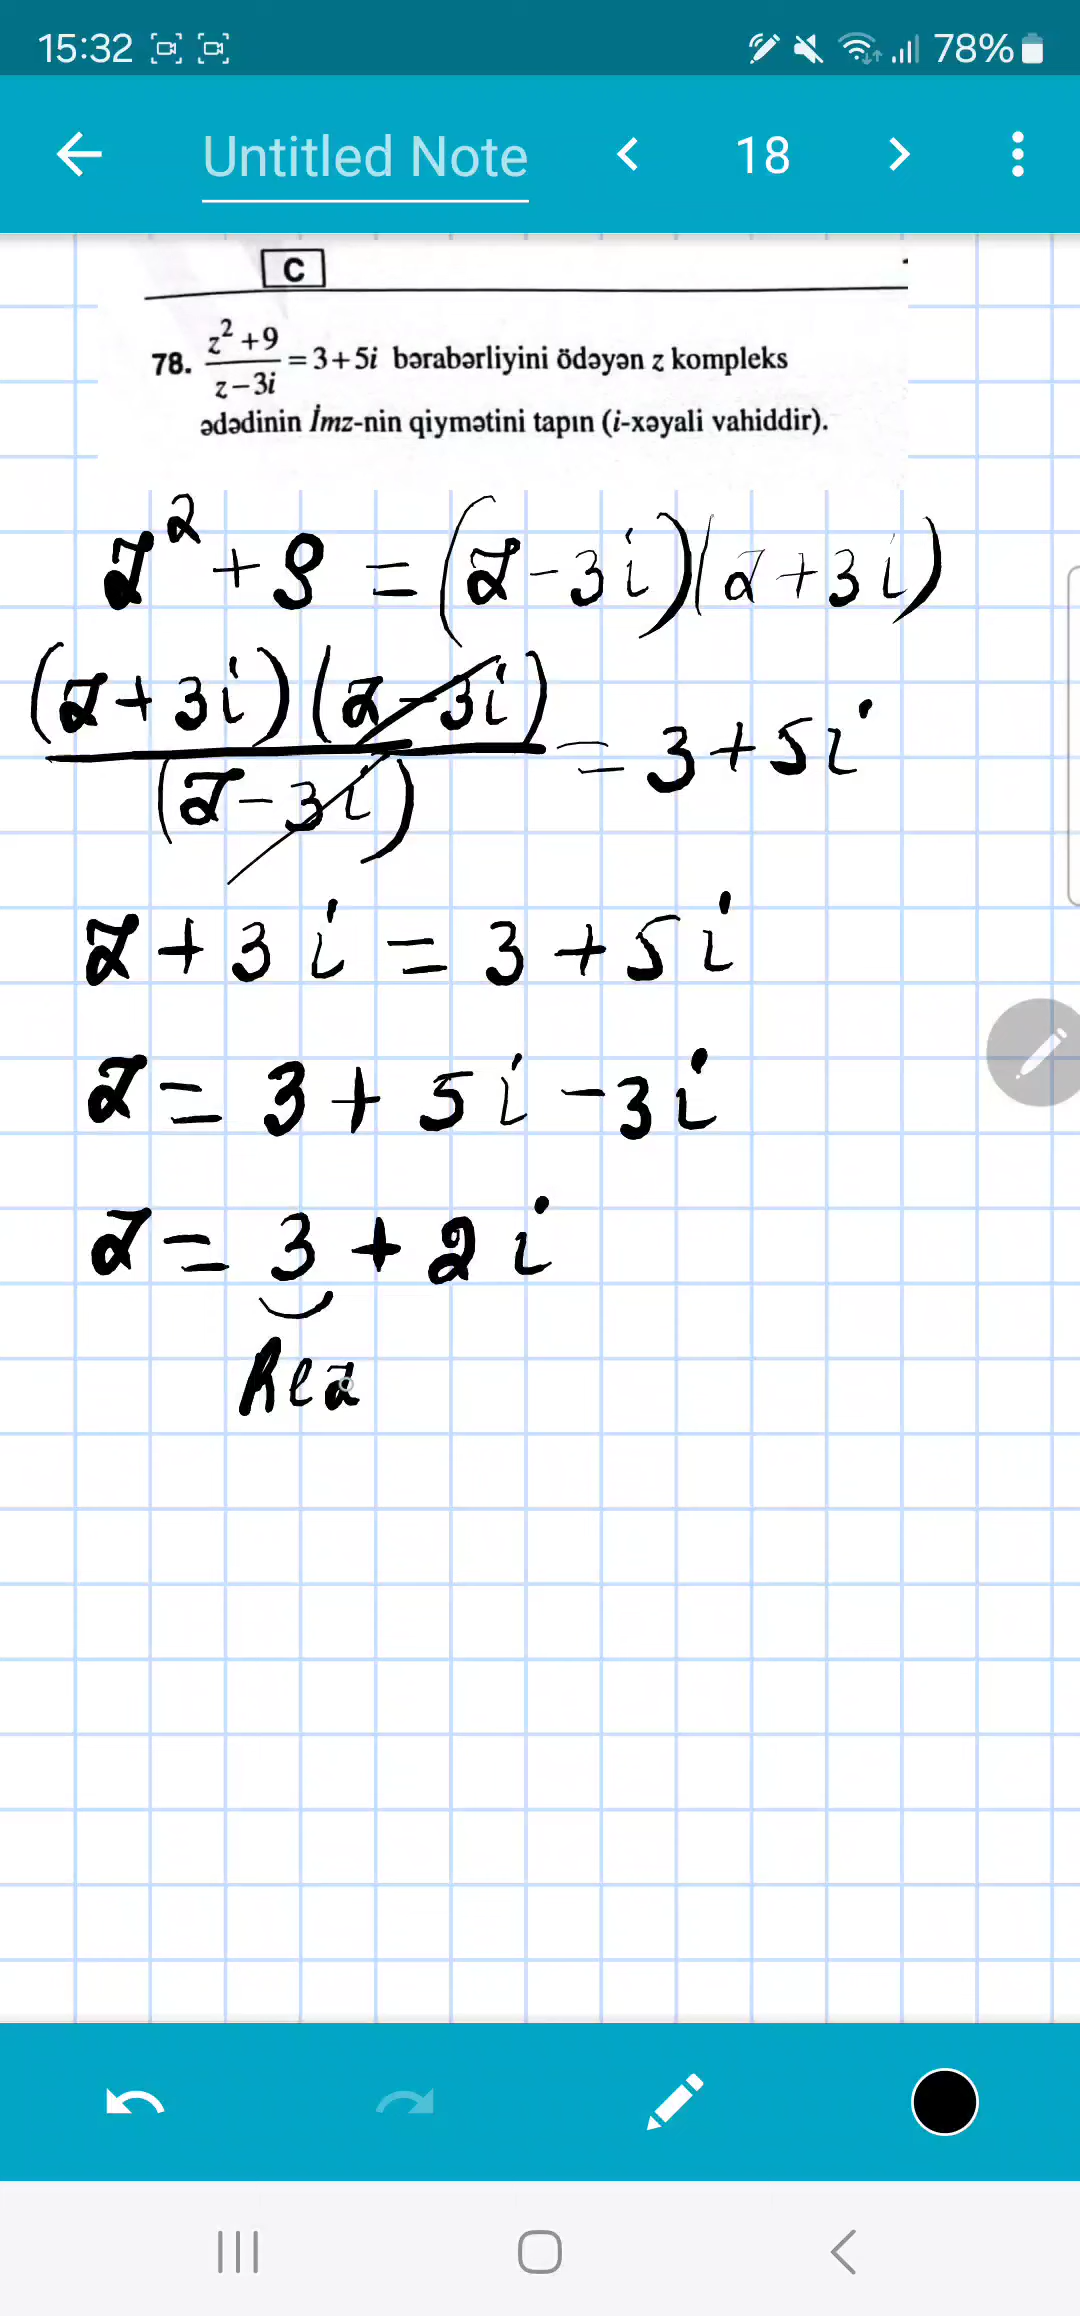 15:32 78%
Untitled Note 18
C
78. (z² + 9)/(z – 3i) = 3 + 5i bərabərliyini ödəyən z kompleks
ədədinin İmz-nin qiymətini tapın (i-xəyali vahiddir).
z² + 9 = (z - 3i)(z + 3i)
(z + 3i)(z - 3i)
/(z - 3i) = 3 + 5i
z + 3i = 3 + 5i
z = 3 + 5i - 3i
z = 3 + 2i
Rez